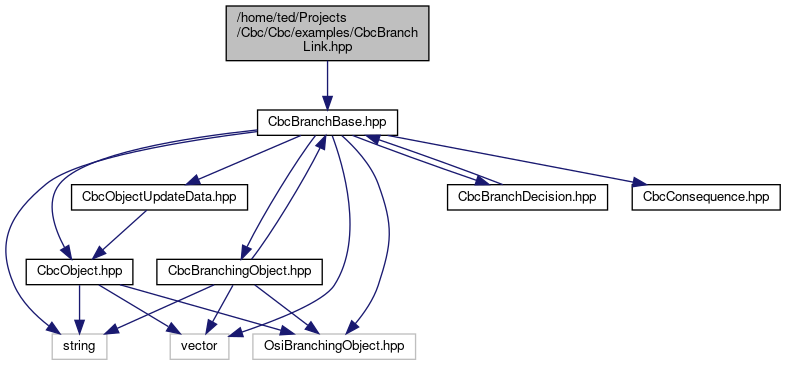 /home/ted/Projects
/Cbc/Cbc/examples/CbcBranch
Link.hpp
CbcBranchBase.hpp
CbcObjectUpdateData.hpp
CbcBranchDecision.hpp
CbcConsequence.hpp
CbcObject.hpp
CbcBranchingObject.hpp
string
vector
OsiBranchingObject.hpp